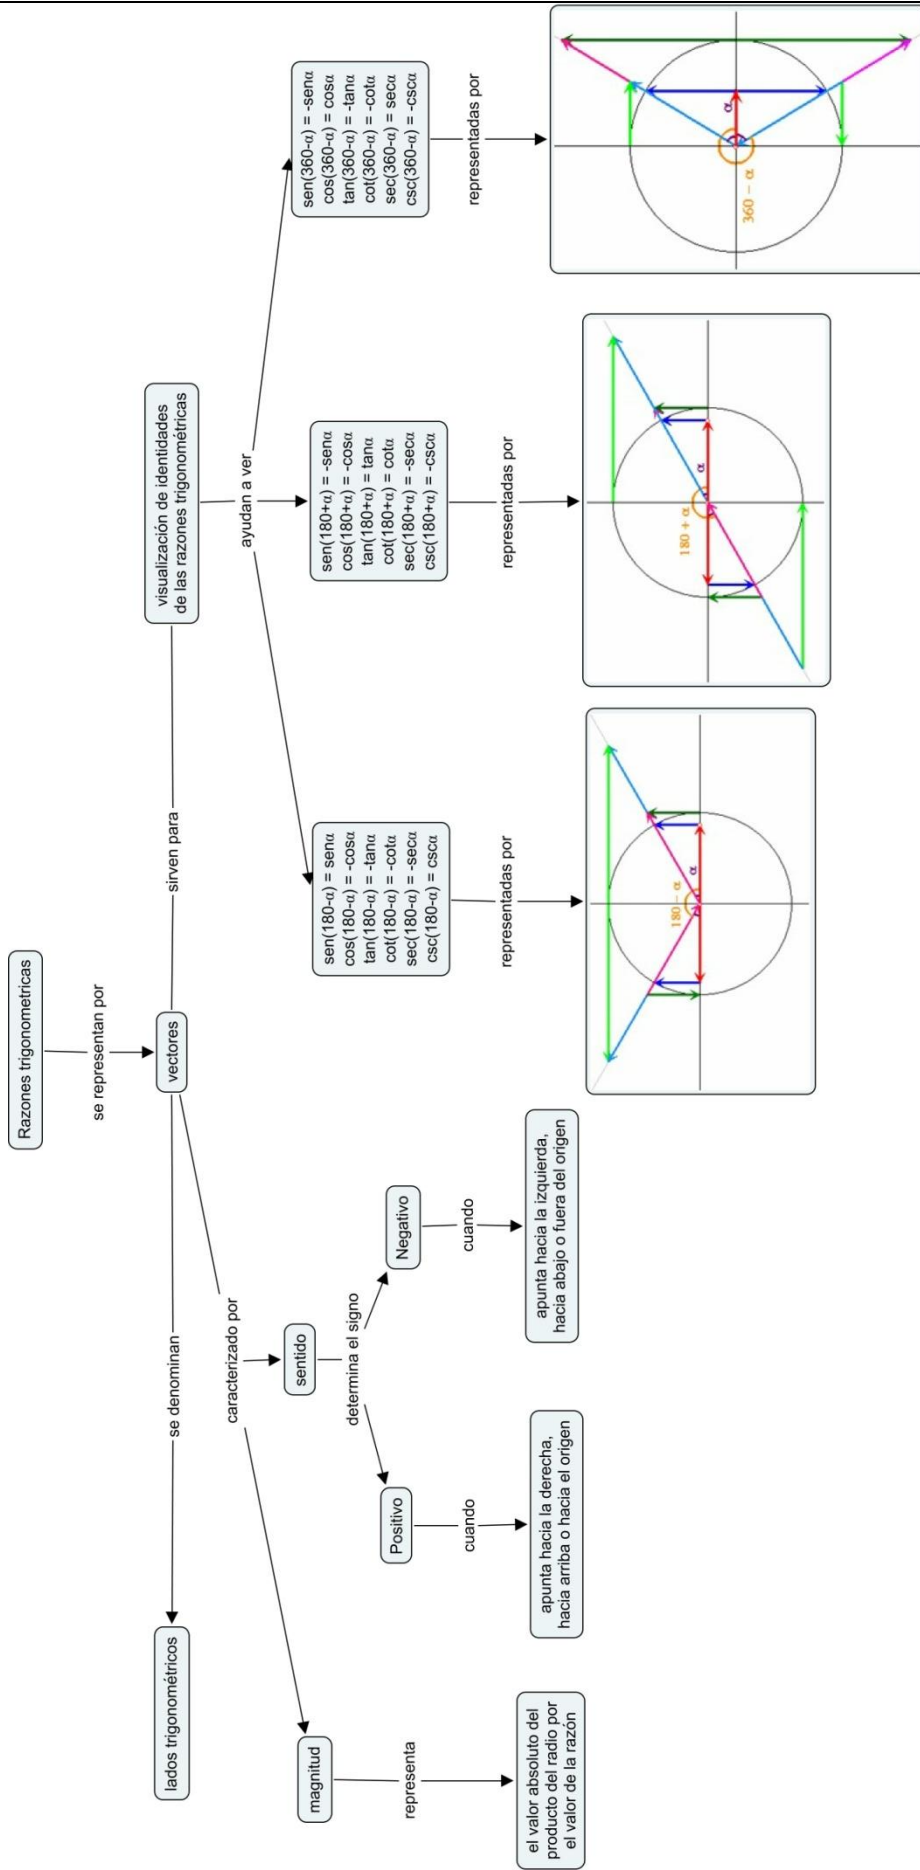 Razones trigonometricas
se representan por
vectores
se denominan
lados trigonométricos
caracterizado por
magnitud
representa
el valor absoluto del
producto del radio por
el valor de la razón
sentido
determina el signo
Positivo
cuando
apunta hacia la derecha,
hacia arriba o hacia el origen
Negativo
cuando
apunta hacia la izquierda,
hacia abajo o fuera del origen
sirven para
visualización de identidades
de las razones trigonométricas
ayudan a ver
sen(180-α) = senα
cos(180-α) = -cosα
tan(180-α) = -tanα
cot(180-α) = -cotα
sec(180-α) = -secα
csc(180-α) = cscα
representadas por
180 − α
α
sen(180+α) = -senα
cos(180+α) = -cosα
tan(180+α) = tanα
cot(180+α) = cotα
sec(180+α) = -secα
csc(180+α) = -cscα
representadas por
180 + α
α
sen(360-α) = -senα
cos(360-α) = cosα
tan(360-α) = -tanα
cot(360-α) = -cotα
sec(360-α) = secα
csc(360-α) = -cscα
representadas por
α
360 − α